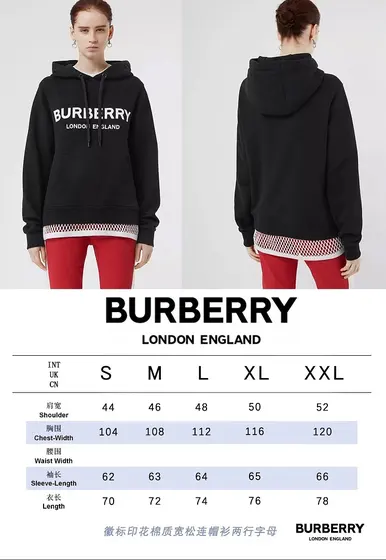 BURBERRY
LONDON ENGLAND
BURBERRY
LONDON ENGLAND
INT UK CN S M L XL XXL
肩宽 Shoulder 44 46 48 50 52
胸围 Chest-Width 104 108 112 116 120
腰围 Waist Width
袖长 Sleeve-Length 62 63 64 65 66
衣长 Length 70 72 74 76 78
徽标印花棉质宽松连帽衫两行字母
BURBERRY
LONDON ENGLAND